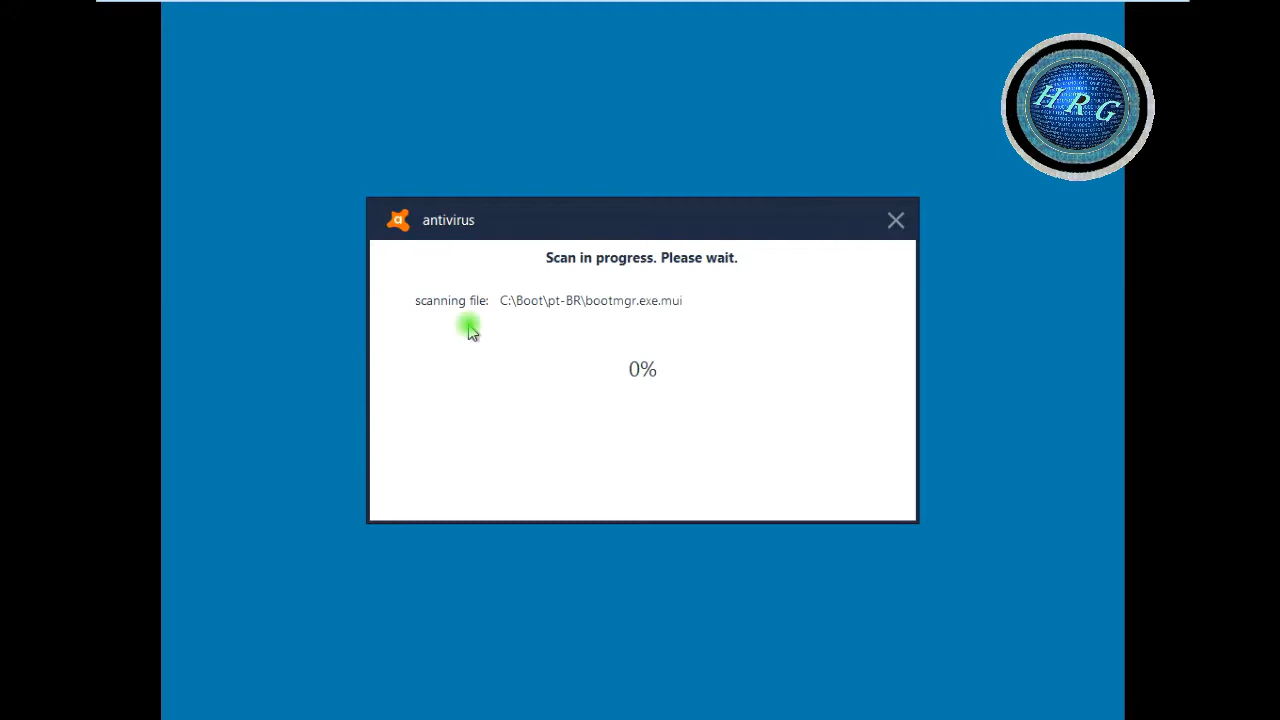 HRG
antivirus
Scan in progress. Please wait.
scanning file: C:\Boot\pt-BR\bootmgr.exe.mui
0%